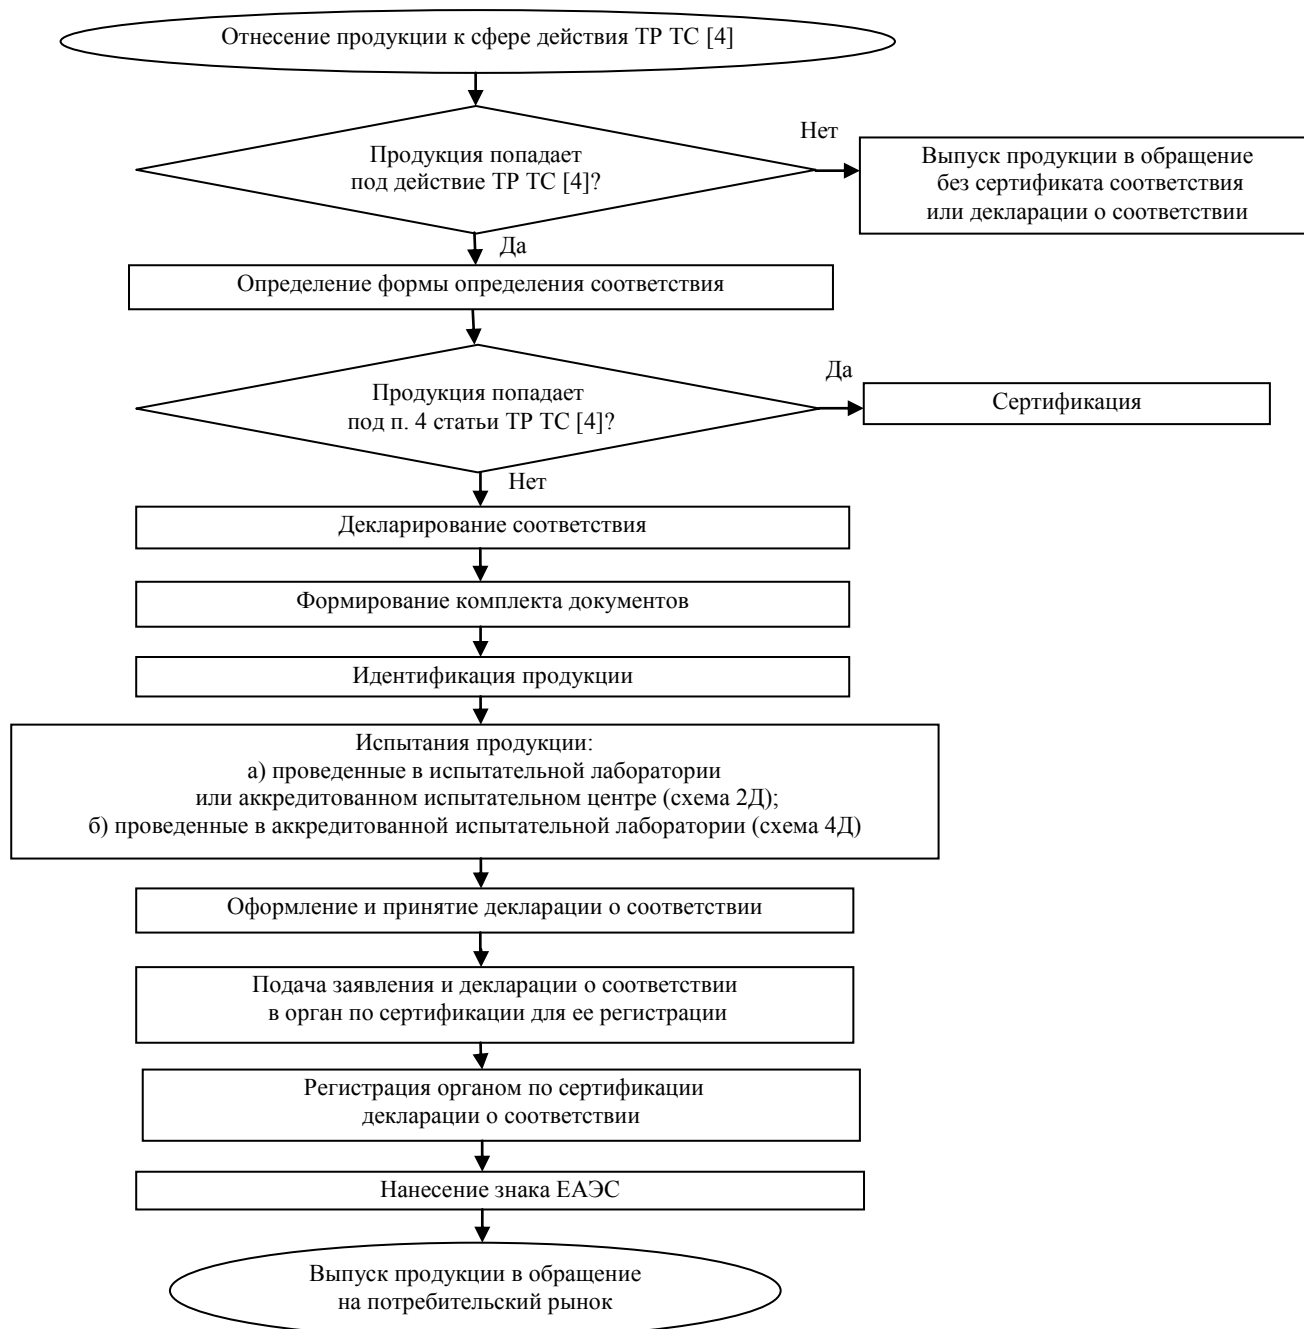 Отнесение продукции к сфере действия ТР ТС [4]
Продукция попадает
под действие ТР ТС [4]?
Нет
Выпуск продукции в обращение
без сертификата соответствия
или декларации о соответствии
Да
Определение формы определения соответствия
Продукция попадает
под п. 4 статьи ТР ТС [4]?
Да
Сертификация
Нет
Декларирование соответствия
Формирование комплекта документов
Идентификация продукции
Испытания продукции:
а) проведенные в испытательной лаборатории
или аккредитованном испытательном центре (схема 2Д);
б) проведенные в аккредитованной испытательной лаборатории (схема 4Д)
Оформление и принятие декларации о соответствии
Подача заявления и декларации о соответствии
в орган по сертификации для ее регистрации
Регистрация органом по сертификации
декларации о соответствии
Нанесение знака ЕАЭС
Выпуск продукции в обращение
на потребительский рынок